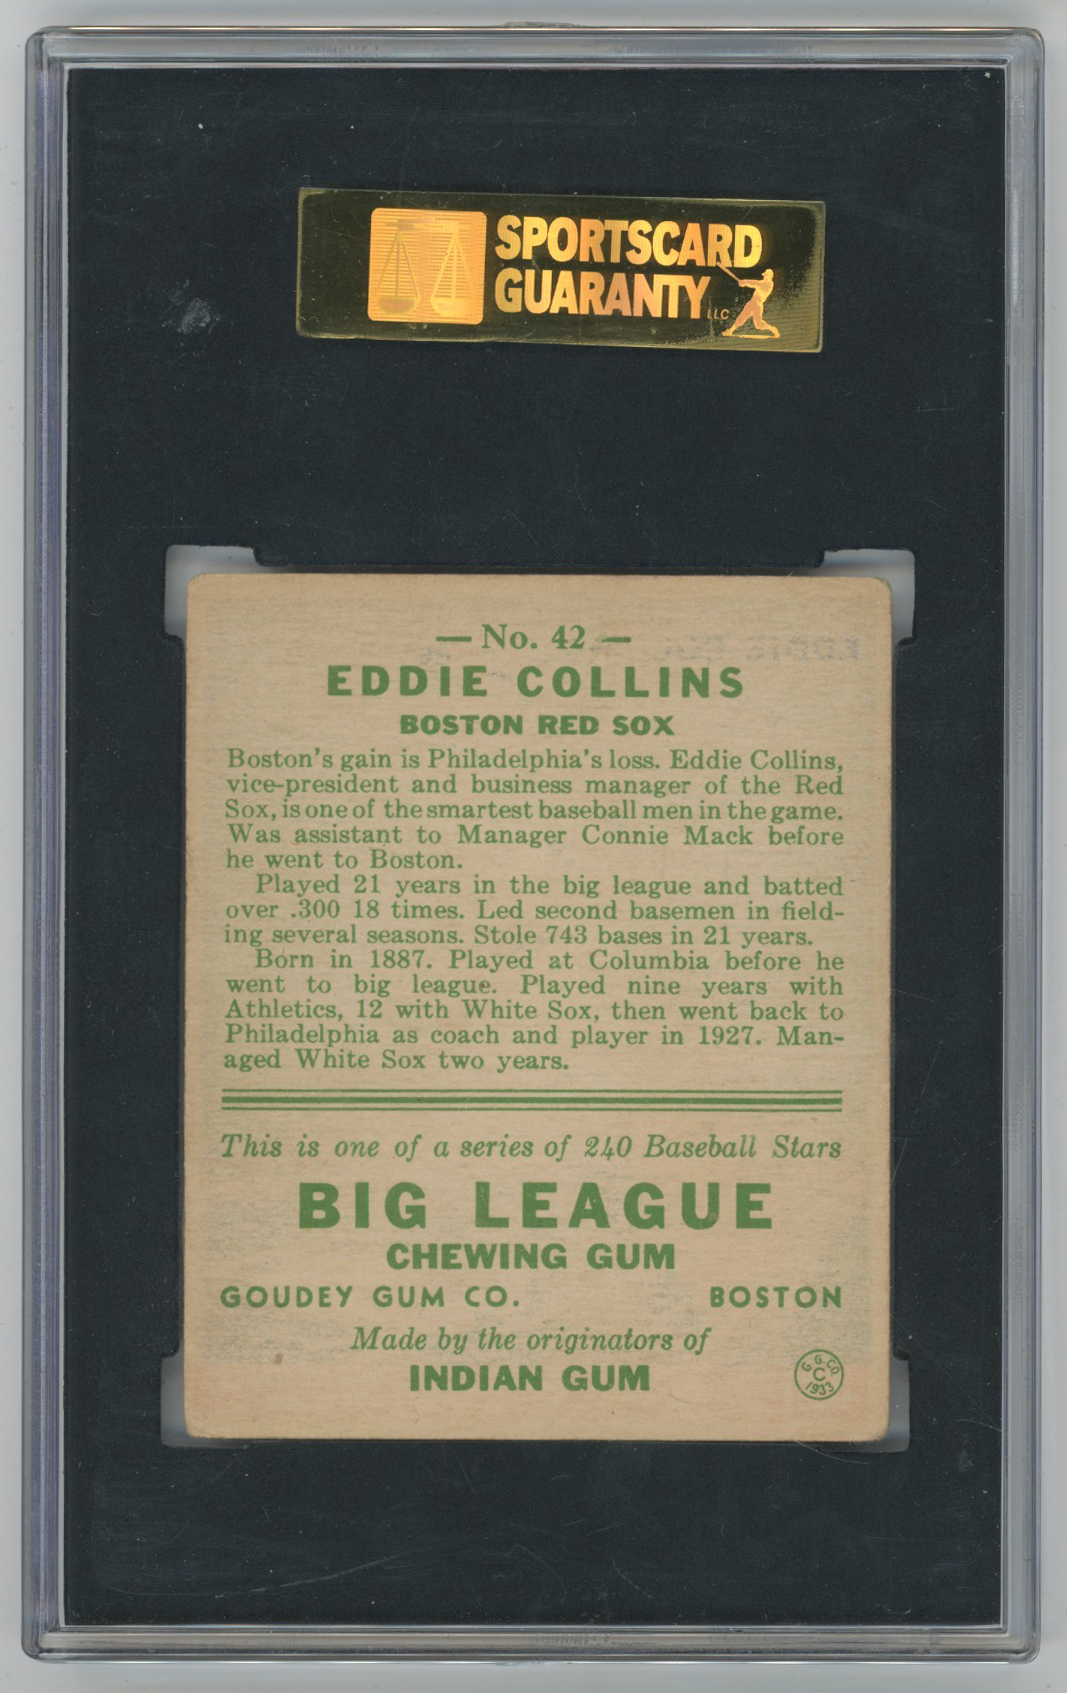 SPORTSCARD
GUARANTY LLC
— No. 42 —
EDDIE COLLINS
BOSTON RED SOX
Boston's gain is Philadelphia's loss. Eddie Collins,
vice-president and business manager of the Red
Sox, is one of the smartest baseball men in the game.
Was assistant to Manager Connie Mack before
he went to Boston.
Played 21 years in the big league and batted
over .300 18 times. Led second basemen in field-
ing several seasons. Stole 743 bases in 21 years.
Born in 1887. Played at Columbia before he
went to big league. Played nine years with
Athletics, 12 with White Sox, then went back to
Philadelphia as coach and player in 1927. Man-
aged White Sox two years.
This is one of a series of 240 Baseball Stars
BIG LEAGUE
CHEWING GUM
GOUDEY GUM CO. BOSTON
Made by the originators of
INDIAN GUM
G. G. CO
C
1933